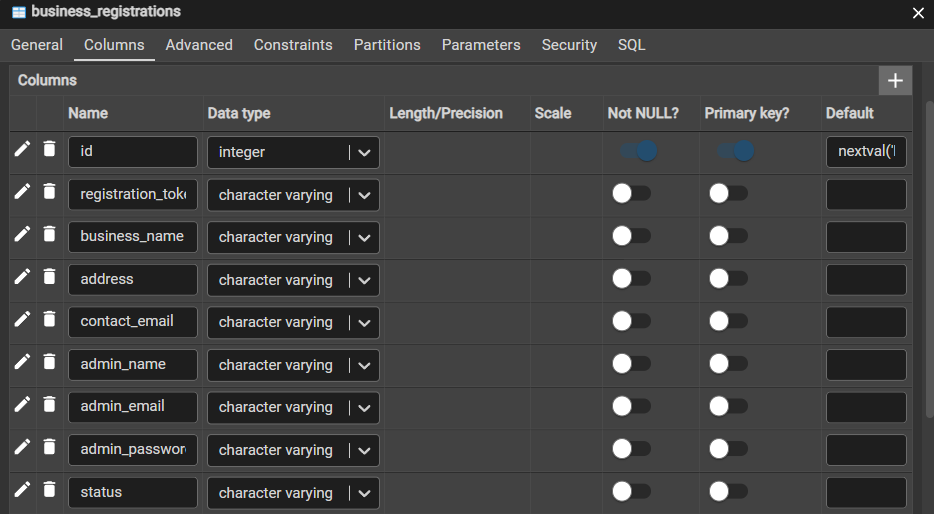 business_registrations
General Columns Advanced Constraints Partitions Parameters Security SQL
Columns
Name Data type Length/Precision Scale Not NULL? Primary key? Default
id integer nextval('
registration_toke character varying
business_name character varying
address character varying
contact_email character varying
admin_name character varying
admin_email character varying
admin_passwor character varying
status character varying